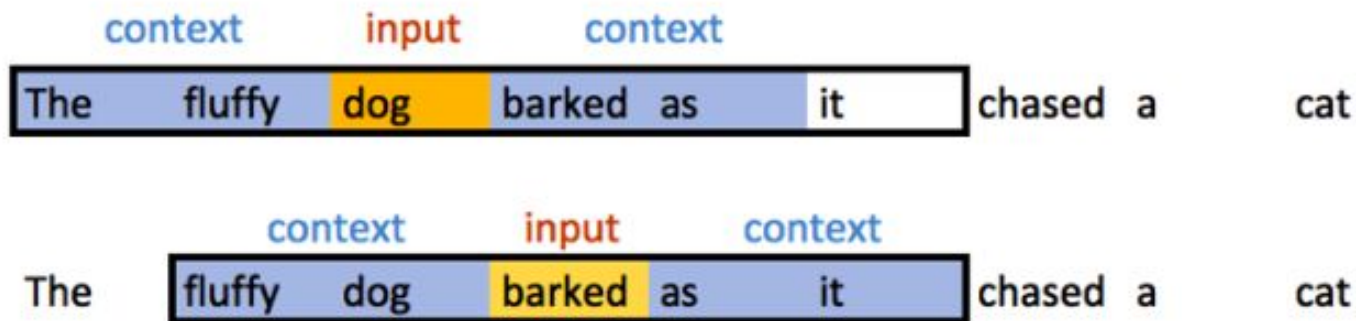 context input context
The fluffy dog barked as it chased a cat
context input context
The fluffy dog barked as it chased a cat